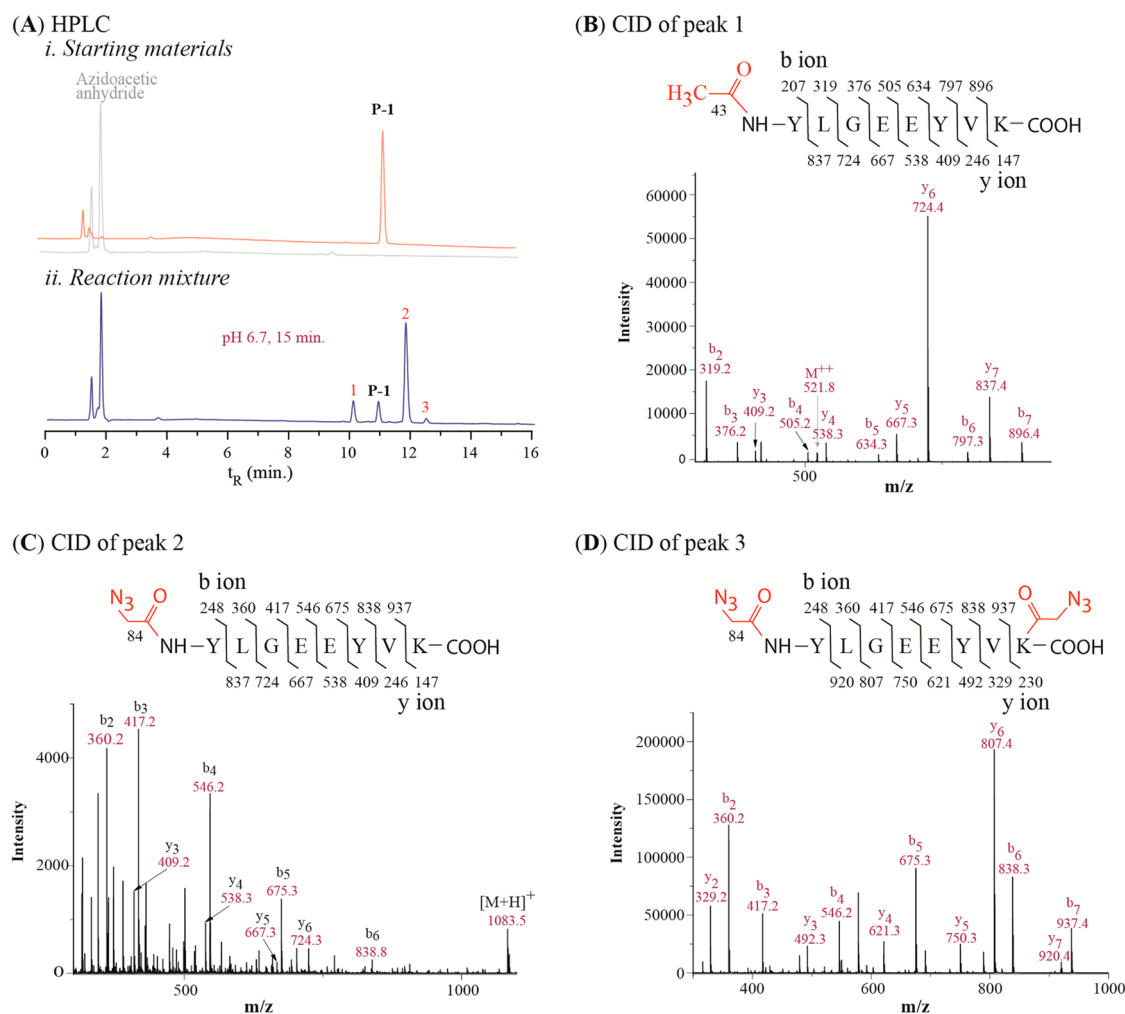 (A) HPLC
i. Starting materials
Azidoacetic
anhydride
P-1
ii. Reaction mixture
pH 6.7, 15 min.
1
P-1
2
3
0 2 4 6 8 10 12 14 16
tR (min.)
(B) CID of peak 1
b ion
H3C
O
43
207 319 376 505 634 797 896
NH–Y L G E E Y V K–COOH
837 724 667 538 409 246 147
y ion
Intensity
60000
50000
40000
30000
20000
10000
0
b2
319.2
b3
376.2
y3
409.2
b4
505.2
M++
521.8
y4
538.3
b5
634.3
y5
667.3
y6
724.4
b6
797.3
y7
837.4
b7
896.4
500
m/z
(C) CID of peak 2
b ion
N3
O
84
248 360 417 546 675 838 937
NH–Y L G E E Y V K–COOH
837 724 667 538 409 246 147
y ion
Intensity
4000
2000
0
b2
360.2
b3
417.2
y3
409.2
b4
546.2
y4
538.3
y5
667.3
b5
675.3
y6
724.3
b6
838.8
[M+H]+
1083.5
500 1000
m/z
(D) CID of peak 3
b ion
N3
O
84
248 360 417 546 675 838 937
O
N3
NH–Y L G E E Y V K–COOH
920 807 750 621 492 329 230
y ion
Intensity
200000
150000
100000
50000
0
y2
329.2
b2
360.2
b3
417.2
y3
492.3
b4
546.2
y4
621.3
b5
675.3
y5
750.3
y6
807.4
b6
838.3
y7
920.4
b7
937.4
400 600 800 1000
m/z